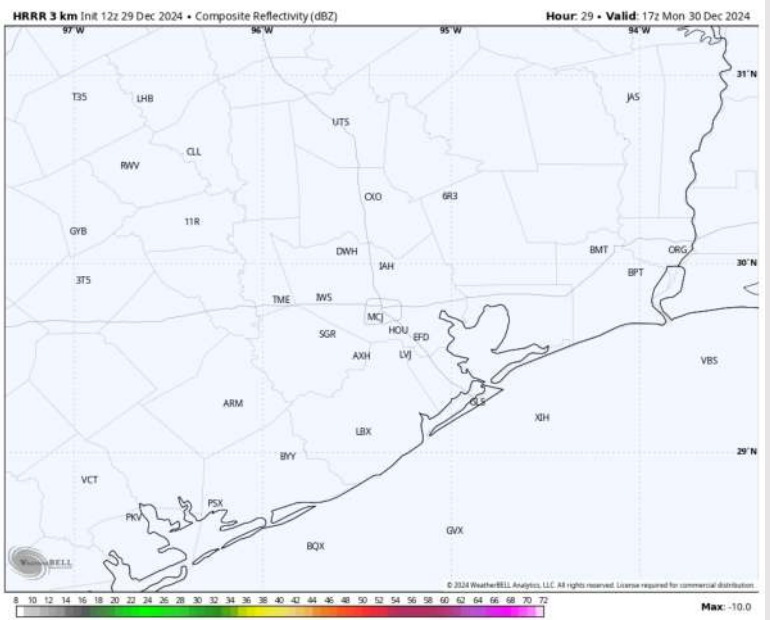 HRRR 3 km Init 12z 29 Dec 2024 • Composite Reflectivity (dBZ) Hour: 29 • Valid: 17z Mon 30 Dec 2024
97°W 96°W 95°W 94°W
31°N
T35 LHB JAS
UTS
CLL
RWV
CXO 6R3
11R
GYB
DWH BMT ORG
30°N
IAH
BPT
3T5
TME IWS
MCJ
SGR HOU
EFD
AXH LVJ
VBS
ARM GLS
XIH
LBX
29°N
BYY
VCT
PSX
PKV
GVX
BQX
WEATHERBELL
© 2024 WeatherBELL Analytics, LLC. All rights reserved. License required for commercial distribution.
8 10 12 14 16 18 20 22 24 26 28 30 32 34 36 38 40 42 44 46 48 50 52 54 56 58 60 62 64 66 68 70 72
Max: -10.0